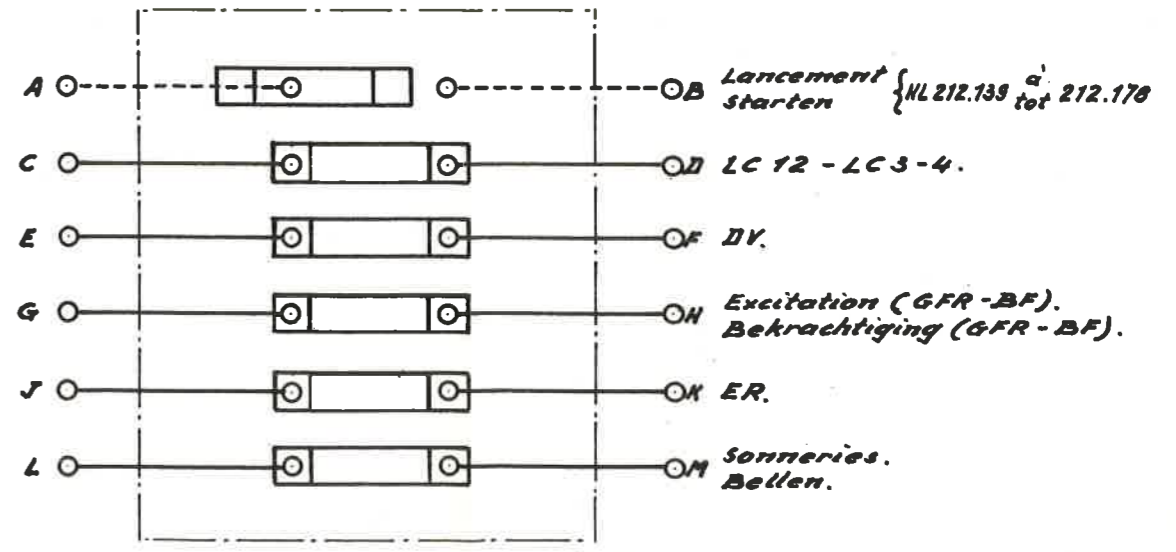 A B Lancement { HL 212.139 à 212.178
starten tot
C D LC 12 - LC 3-4.
E F DV.
G H Excitation (GFR-BF).
Bekrachtiging (GFR-BF).
J K ER.
L M Sonneries.
Bellen.